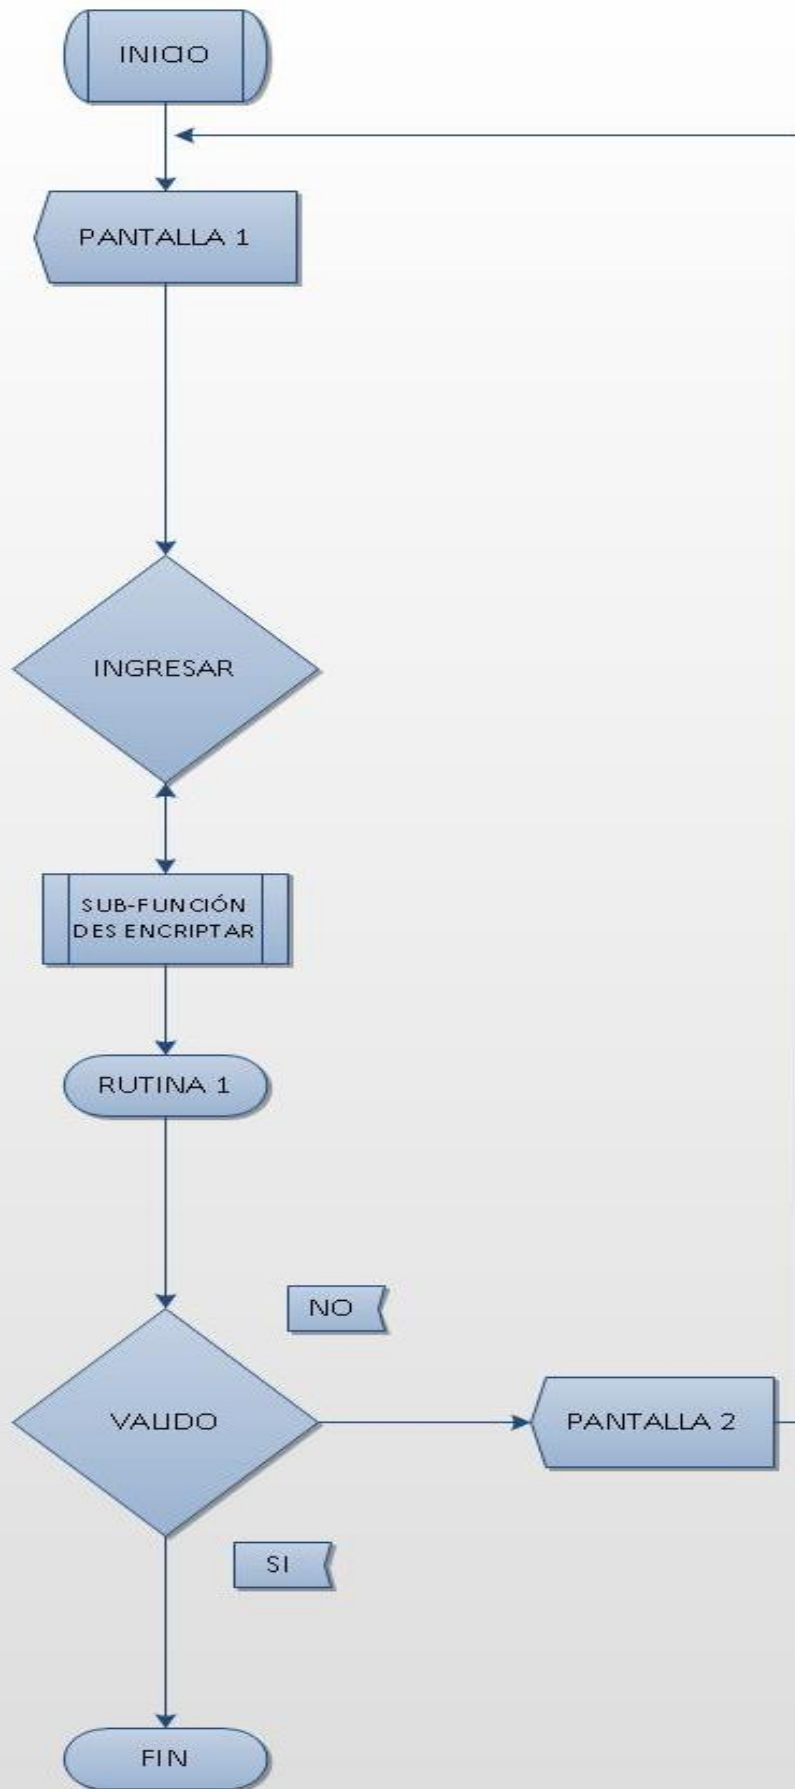 INICIO
PANTALLA 1
INGRESAR
SUB-FUNCIÓN
DES ENCRIPTAR
RUTINA 1
NO
VALIDO
PANTALLA 2
SI
FIN